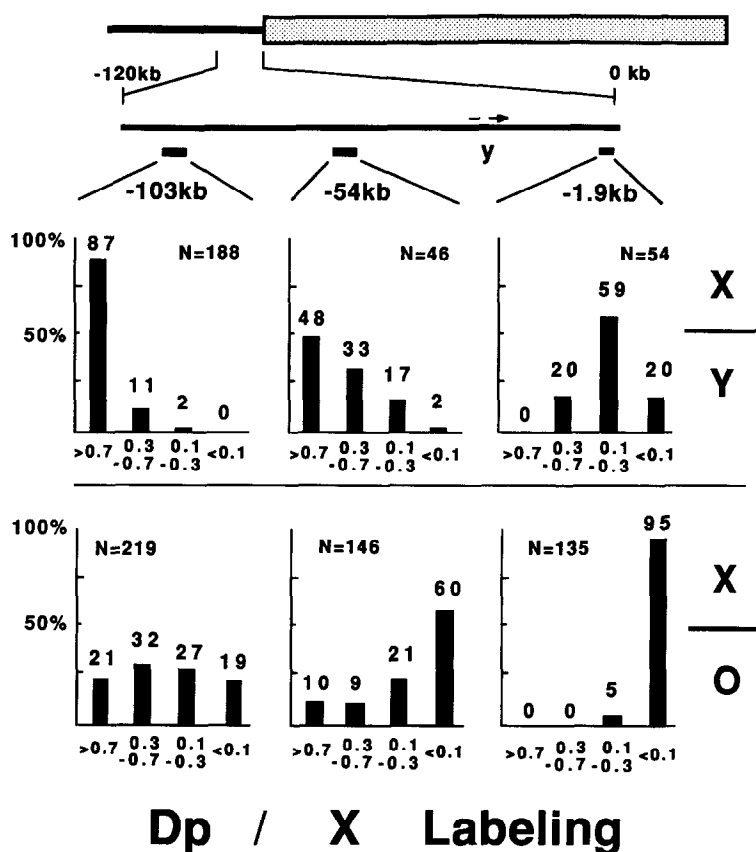 -120kb 0 kb
y
-103kb -54kb -1.9kb
100%
50%
87
11
2
0
N=188
>0.7 0.3-0.7 0.1-0.3 <0.1
48
33
17
2
N=46
>0.7 0.3-0.7 0.1-0.3 <0.1
0
20
59
20
N=54
>0.7 0.3-0.7 0.1-0.3 <0.1
X
Y
100%
50%
N=219
21
32
27
19
>0.7 0.3-0.7 0.1-0.3 <0.1
N=146
10
9
21
60
>0.7 0.3-0.7 0.1-0.3 <0.1
N=135
0
0
5
95
>0.7 0.3-0.7 0.1-0.3 <0.1
X
O
Dp / X Labeling